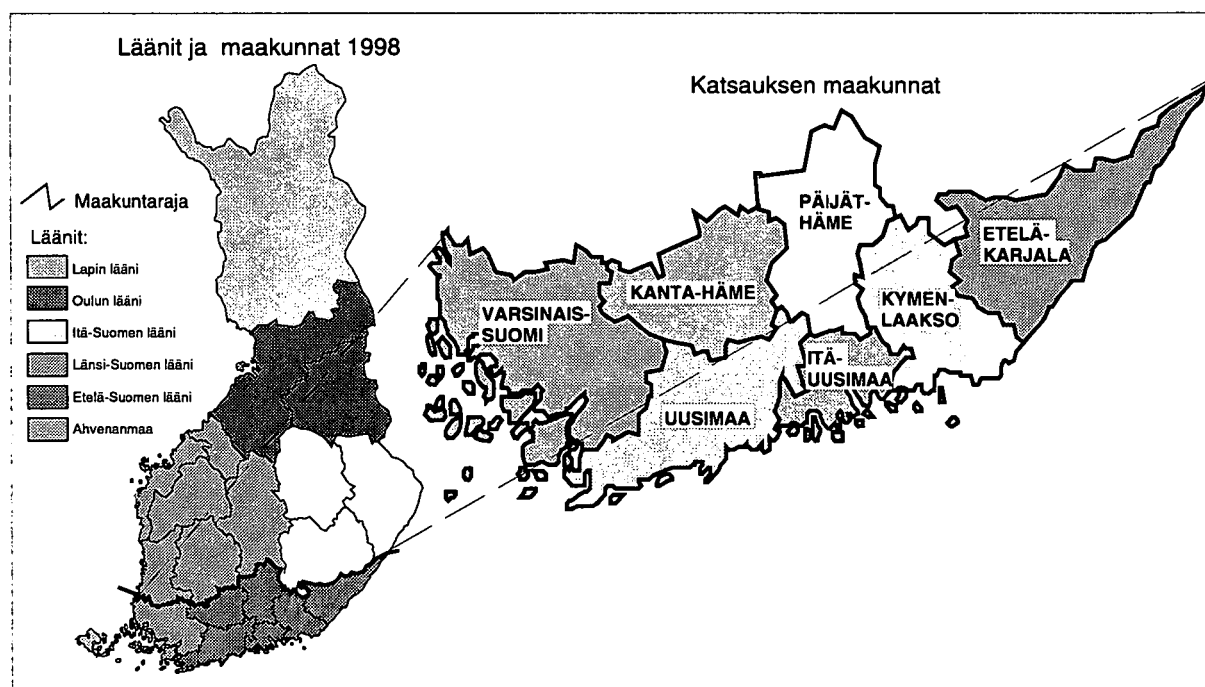 Läänit ja maakunnat 1998
Maakuntaraja
Läänit:
Lapin lääni
Oulun lääni
Itä-Suomen lääni
Länsi-Suomen lääni
Etelä-Suomen lääni
Ahvenanmaa
Katsauksen maakunnat
PÄIJÄT-
HÄME
ETELÄ-
KARJALA
KANTA-HÄME
KYMEN-
LAAKSO
VARSINAIS-
SUOMI
ITÄ-
UUSIMAA
UUSIMAA